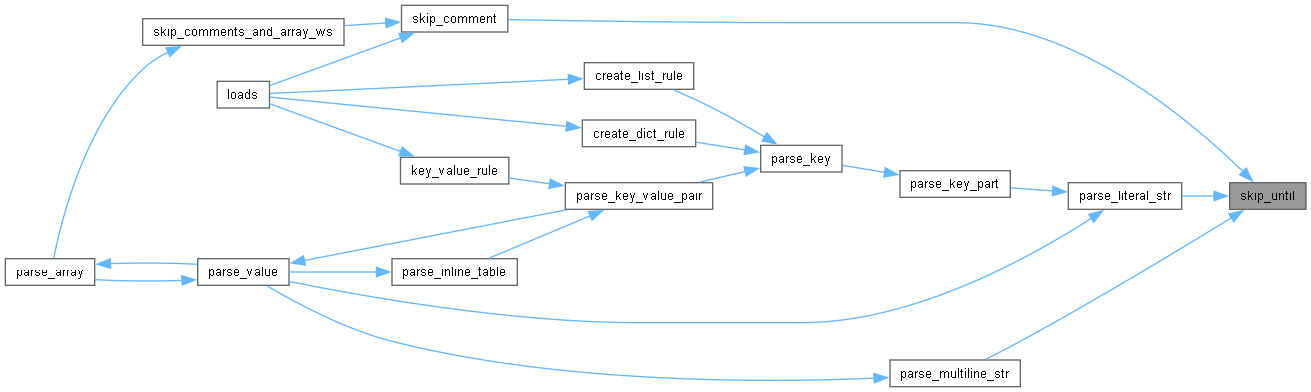 skip_comment
skip_comments_and_array_ws
create_list_rule
loads
create_dict_rule
parse_key
key_value_rule
parse_key_part
parse_key_value_pair
parse_literal_str
skip_until
parse_array
parse_value
parse_inline_table
parse_multiline_str